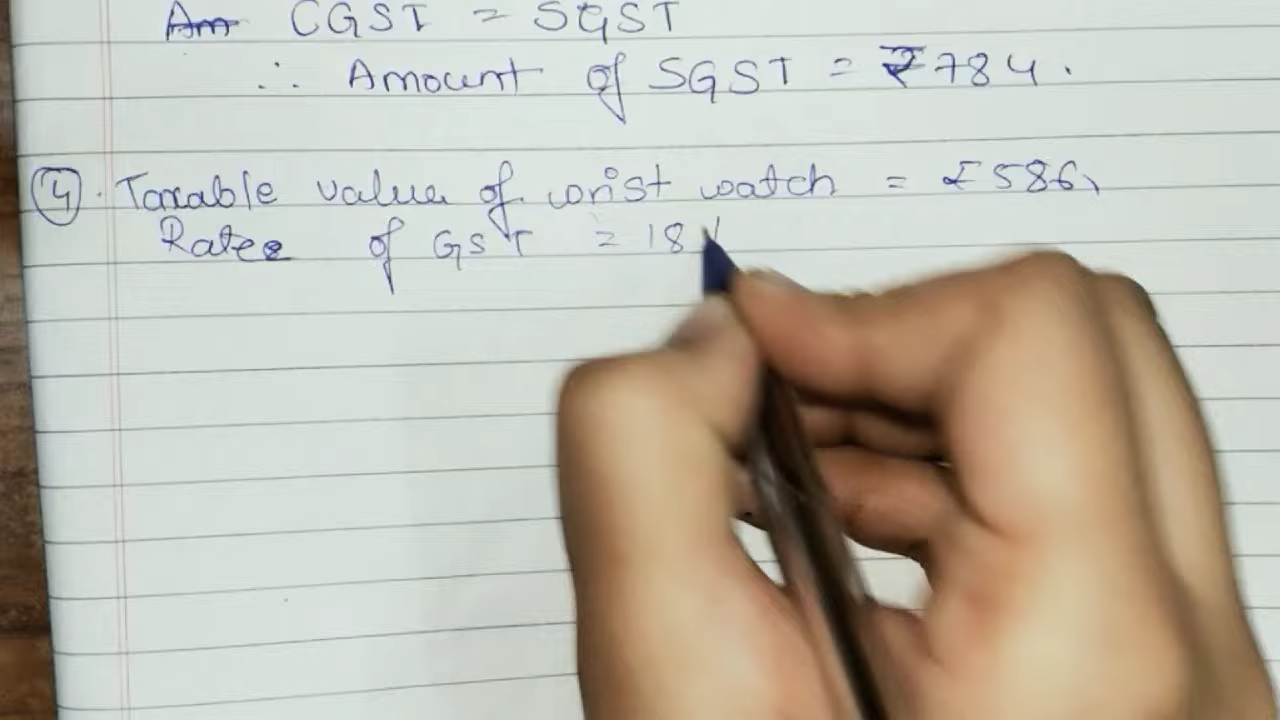 Am CGST = SGST
∴ Amount of SGST = ₹784.
④. Taxable value of wrist watch = ₹586,
Rate of GST = 18